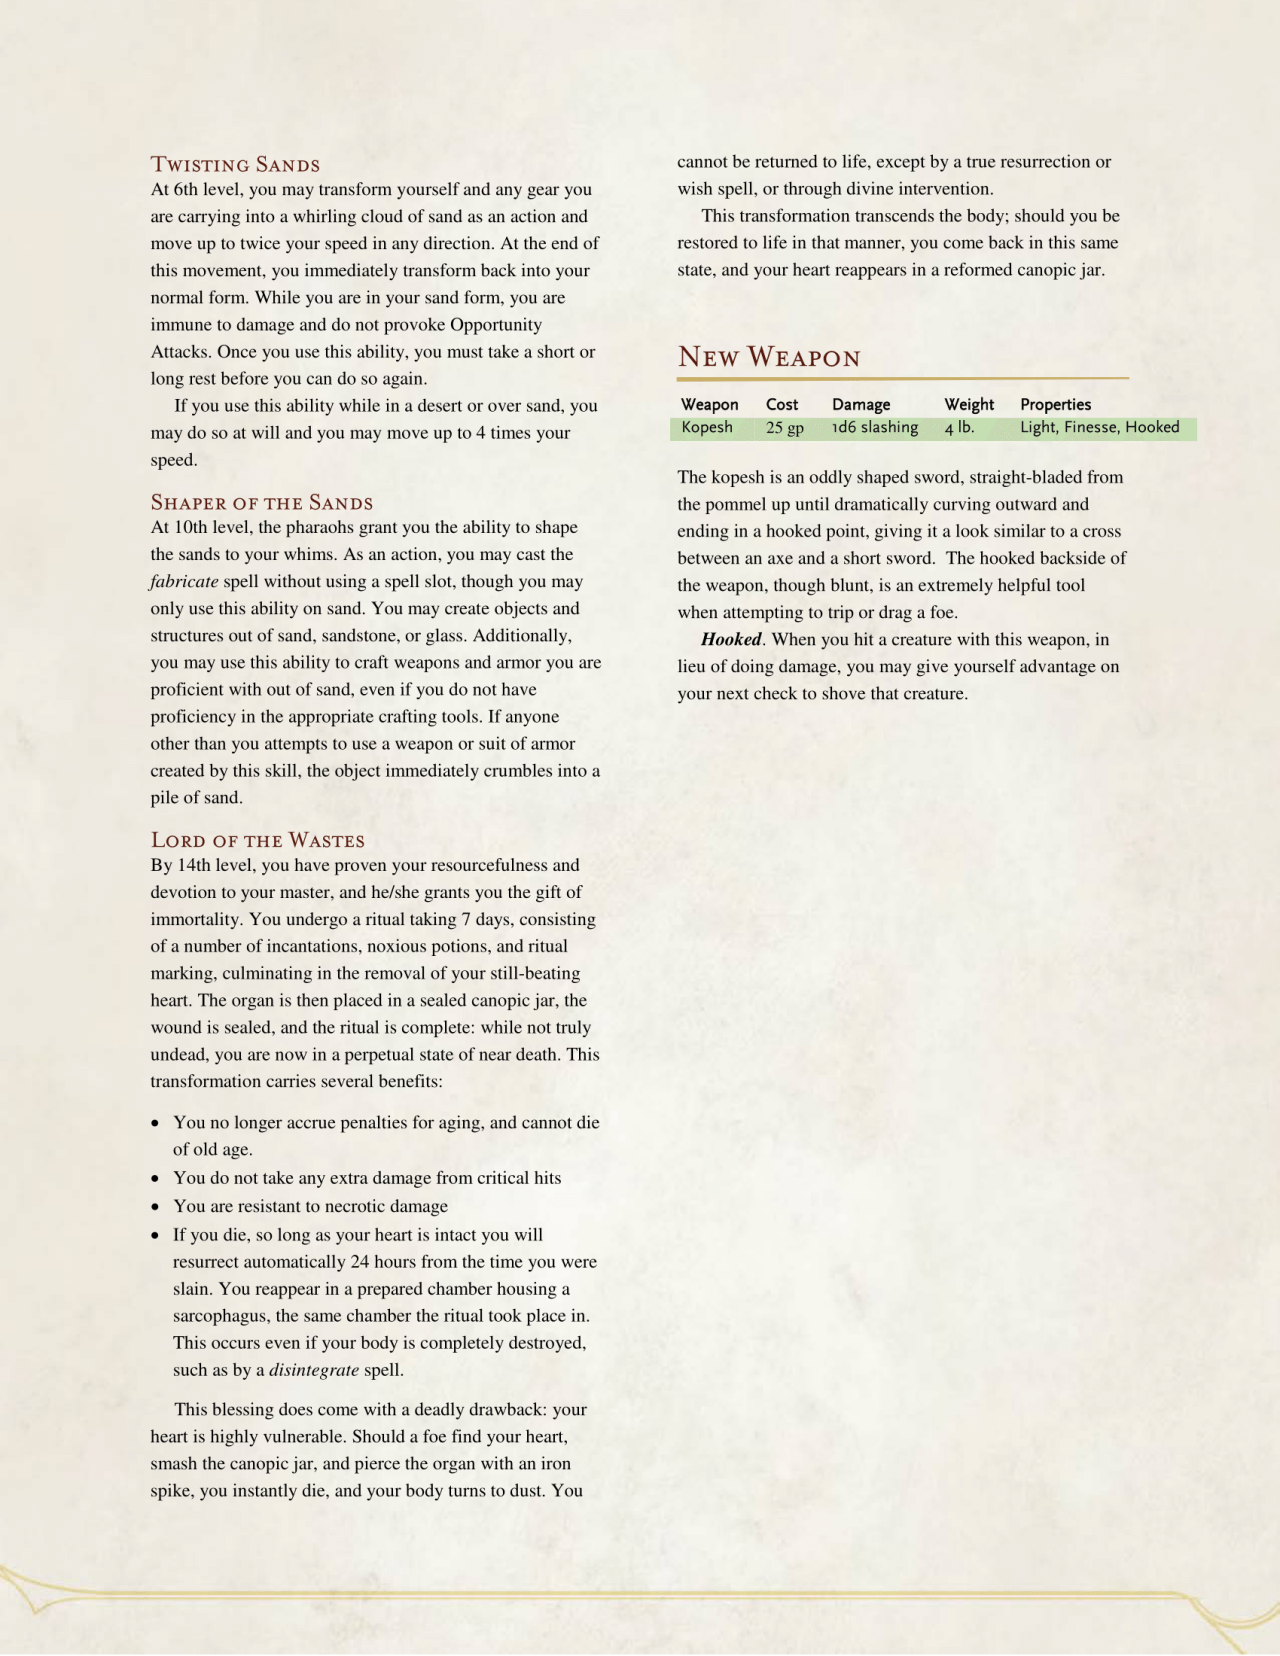 Twisting Sands
At 6th level, you may transform yourself and any gear you
are carrying into a whirling cloud of sand as an action and
move up to twice your speed in any direction. At the end of
this movement, you immediately transform back into your
normal form. While you are in your sand form, you are
immune to damage and do not provoke Opportunity
Attacks. Once you use this ability, you must take a short or
long rest before you can do so again.
If you use this ability while in a desert or over sand, you
may do so at will and you may move up to 4 times your
speed.
Shaper of the Sands
At 10th level, the pharaohs grant you the ability to shape
the sands to your whims. As an action, you may cast the
fabricate spell without using a spell slot, though you may
only use this ability on sand. You may create objects and
structures out of sand, sandstone, or glass. Additionally,
you may use this ability to craft weapons and armor you are
proficient with out of sand, even if you do not have
proficiency in the appropriate crafting tools. If anyone
other than you attempts to use a weapon or suit of armor
created by this skill, the object immediately crumbles into a
pile of sand.
Lord of the Wastes
By 14th level, you have proven your resourcefulness and
devotion to your master, and he/she grants you the gift of
immortality. You undergo a ritual taking 7 days, consisting
of a number of incantations, noxious potions, and ritual
marking, culminating in the removal of your still-beating
heart. The organ is then placed in a sealed canopic jar, the
wound is sealed, and the ritual is complete: while not truly
undead, you are now in a perpetual state of near death. This
transformation carries several benefits:
• You no longer accrue penalties for aging, and cannot die
of old age.
• You do not take any extra damage from critical hits
• You are resistant to necrotic damage
• If you die, so long as your heart is intact you will
resurrect automatically 24 hours from the time you were
slain. You reappear in a prepared chamber housing a
sarcophagus, the same chamber the ritual took place in.
This occurs even if your body is completely destroyed,
such as by a disintegrate spell.
This blessing does come with a deadly drawback: your
heart is highly vulnerable. Should a foe find your heart,
smash the canopic jar, and pierce the organ with an iron
spike, you instantly die, and your body turns to dust. You
cannot be returned to life, except by a true resurrection or
wish spell, or through divine intervention.
This transformation transcends the body; should you be
restored to life in that manner, you come back in this same
state, and your heart reappears in a reformed canopic jar.
New Weapon
Weapon Cost Damage Weight Properties
Kopesh 25 gp 1d6 slashing 4 lb. Light, Finesse, Hooked
The kopesh is an oddly shaped sword, straight-bladed from
the pommel up until dramatically curving outward and
ending in a hooked point, giving it a look similar to a cross
between an axe and a short sword. The hooked backside of
the weapon, though blunt, is an extremely helpful tool
when attempting to trip or drag a foe.
Hooked. When you hit a creature with this weapon, in
lieu of doing damage, you may give yourself advantage on
your next check to shove that creature.